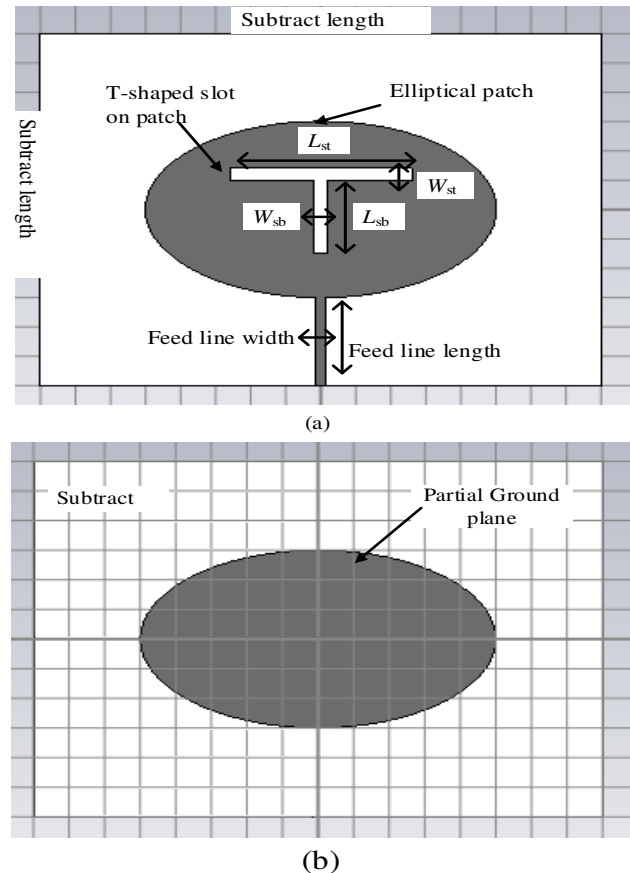 Subtract length
T-shaped slot
on patch
Elliptical patch
Subtract length
Lst
Wst
Wsb
Lsb
Feed line width
Feed line length
(a)
Subtract
Partial Ground
plane
(b)